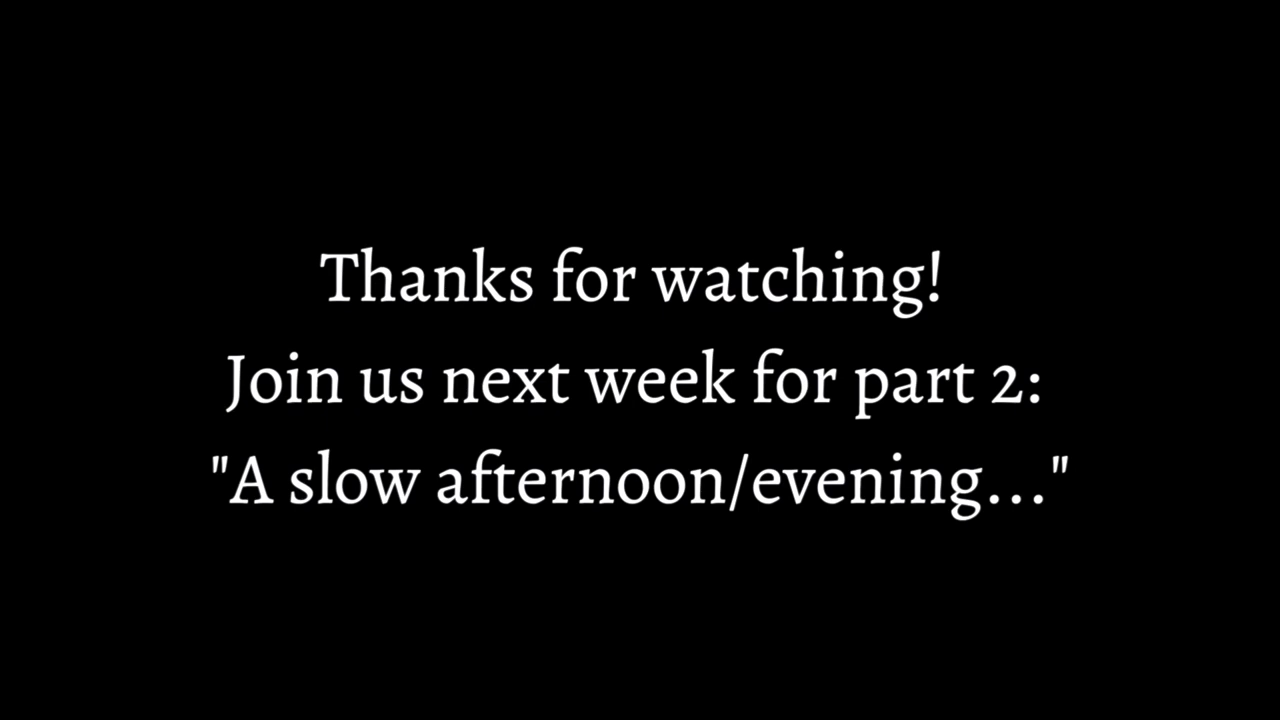 Thanks for watching!
Join us next week for part 2:
"A slow afternoon/evening..."